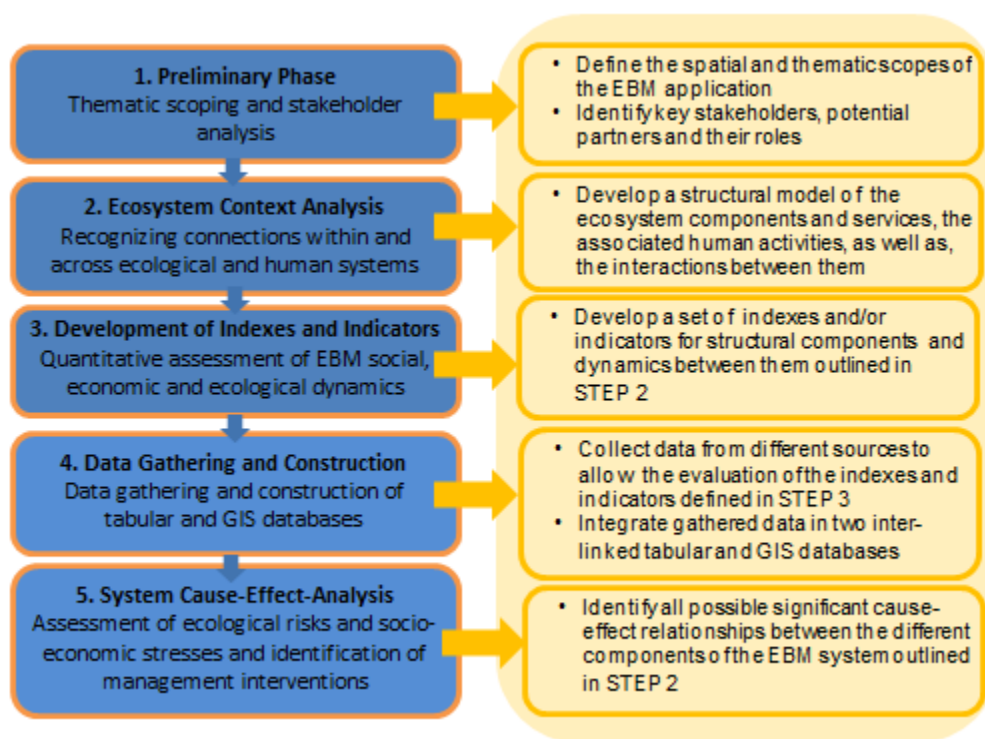 1. Preliminary Phase
Thematic scoping and stakeholder
analysis
• Define the spatial and thematic scopes of
the EBM application
• Identify key stakeholders, potential
partners and their roles
2. Ecosystem Context Analysis
Recognizing connections within and
across ecological and human systems
• Develop a structural model of the
ecosystem components and services, the
associated human activities, as well as,
the interactions between them
3. Development of Indexes and Indicators
Quantitative assessment of EBM social,
economic and ecological dynamics
• Develop a set of indexes and/or
indicators for structural components and
dynamics between them outlined in
STEP 2
4. Data Gathering and Construction
Data gathering and construction of
tabular and GIS databases
• Collect data from different sources to
allow the evaluation of the indexes and
indicators defined in STEP 3
• Integrate gathered data in two inter-
linked tabular and GIS databases
5. System Cause-Effect-Analysis
Assessment of ecological risks and socio-
economic stresses and identification of
management interventions
• Identify all possible significant cause-
effect relationships between the different
components of the EBM system outlined
in STEP 2